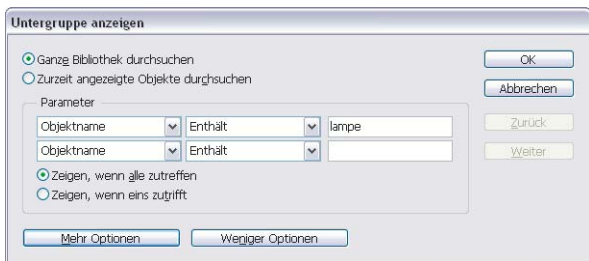 Untergruppe anzeigen
Ganze Bibliothek durchsuchen
Zurzeit angezeigte Objekte durchsuchen
OK
Abbrechen
Zurück
Weiter
Parameter
Objektname Enthält lampe
Objektname Enthält
Zeigen, wenn alle zutreffen
Zeigen, wenn eins zutrifft
Mehr Optionen Weniger Optionen